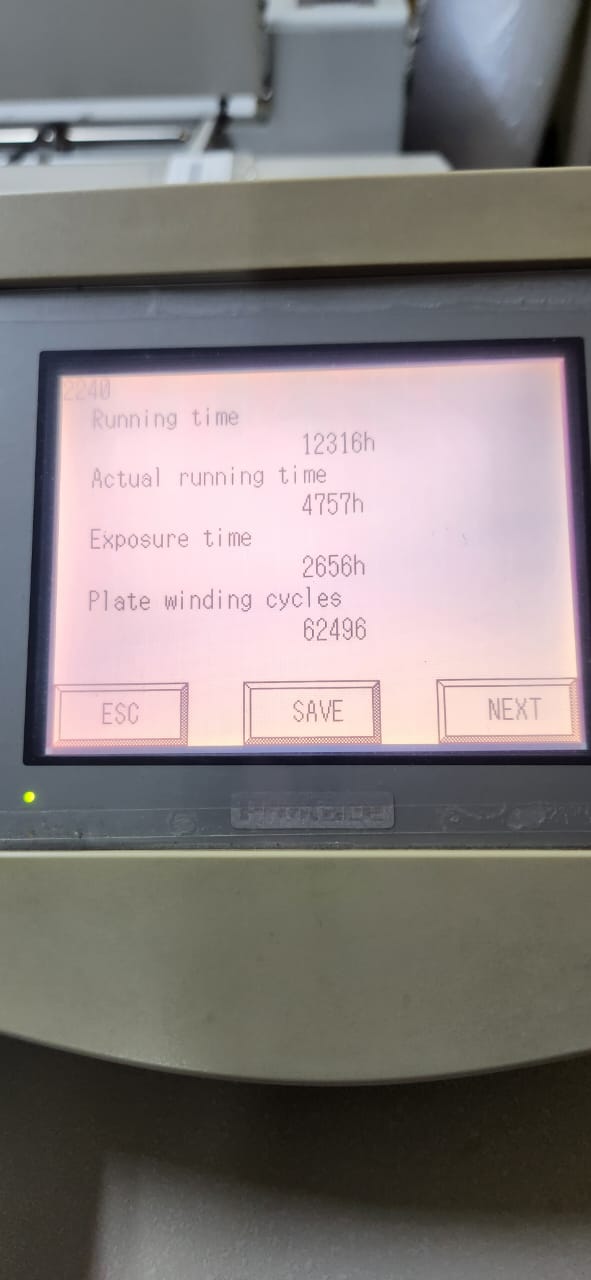 2240
Running time
12316h
Actual running time
4757h
Exposure time
2656h
Plate winding cycles
62496
ESC SAVE NEXT